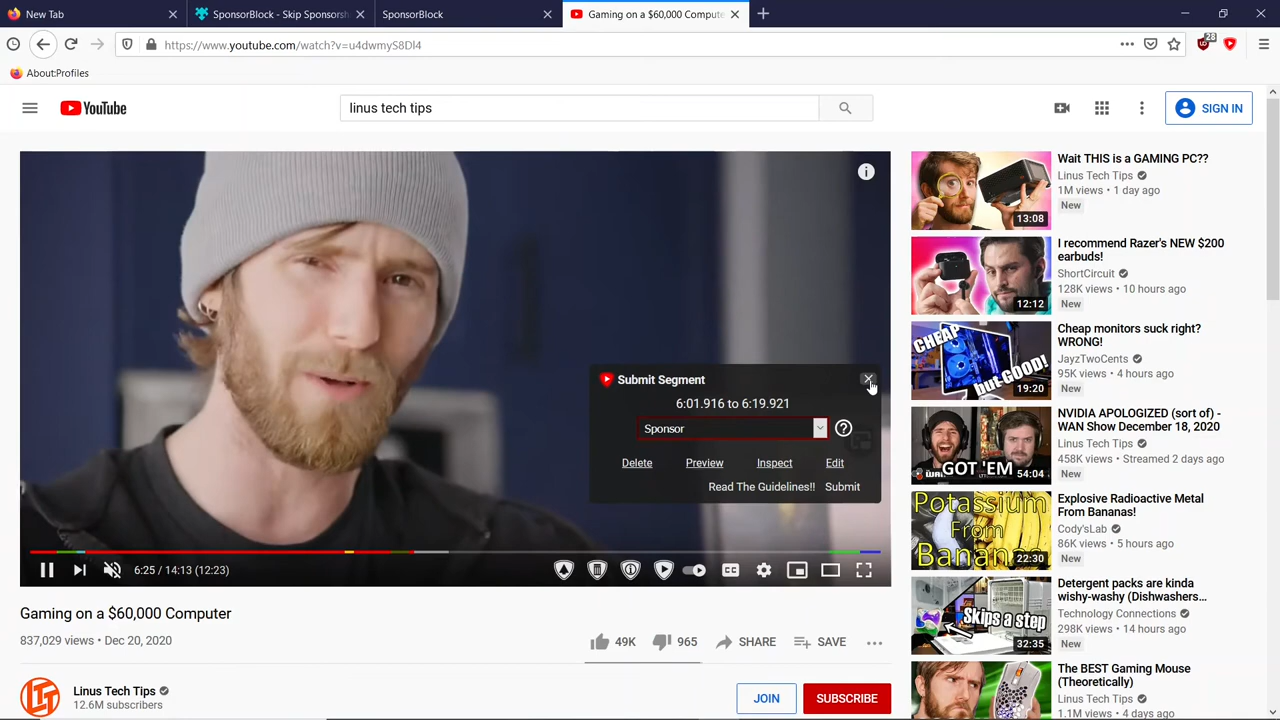 New Tab
SponsorBlock - Skip Sponsorsh
SponsorBlock
Gaming on a $60,000 Compute
https://www.youtube.com/watch?v=u4dwmyS8Dl4
28
About:Profiles
YouTube
linus tech tips
SIGN IN
Submit Segment
6:01.916 to 6:19.921
Sponsor
Delete
Preview
Inspect
Edit
Read The Guidelines!!
Submit
6:25 / 14:13 (12:23)
Gaming on a $60,000 Computer
837,029 views • Dec 20, 2020
49K
965
SHARE
SAVE
Linus Tech Tips
12.6M subscribers
JOIN
SUBSCRIBE
13:08
Wait THIS is a GAMING PC??
Linus Tech Tips
1M views • 1 day ago
New
12:12
I recommend Razer's NEW $200
earbuds!
ShortCircuit
128K views • 10 hours ago
New
CHEAP
but GOOD!
19:20
Cheap monitors suck right?
WRONG!
JayzTwoCents
95K views • 4 hours ago
New
GOT 'EM
54:04
NVIDIA APOLOGIZED (sort of) -
WAN Show December 18, 2020
Linus Tech Tips
458K views • Streamed 2 days ago
New
Potassium
From
Bananas
22:30
Explosive Radioactive Metal
From Bananas!
Cody'sLab
86K views • 5 hours ago
New
Skips a step
32:35
Detergent packs are kinda
wishy-washy (Dishwashers...
Technology Connections
298K views • 14 hours ago
New
The BEST Gaming Mouse
(Theoretically)
Linus Tech Tips
1.1M views • 4 days ago